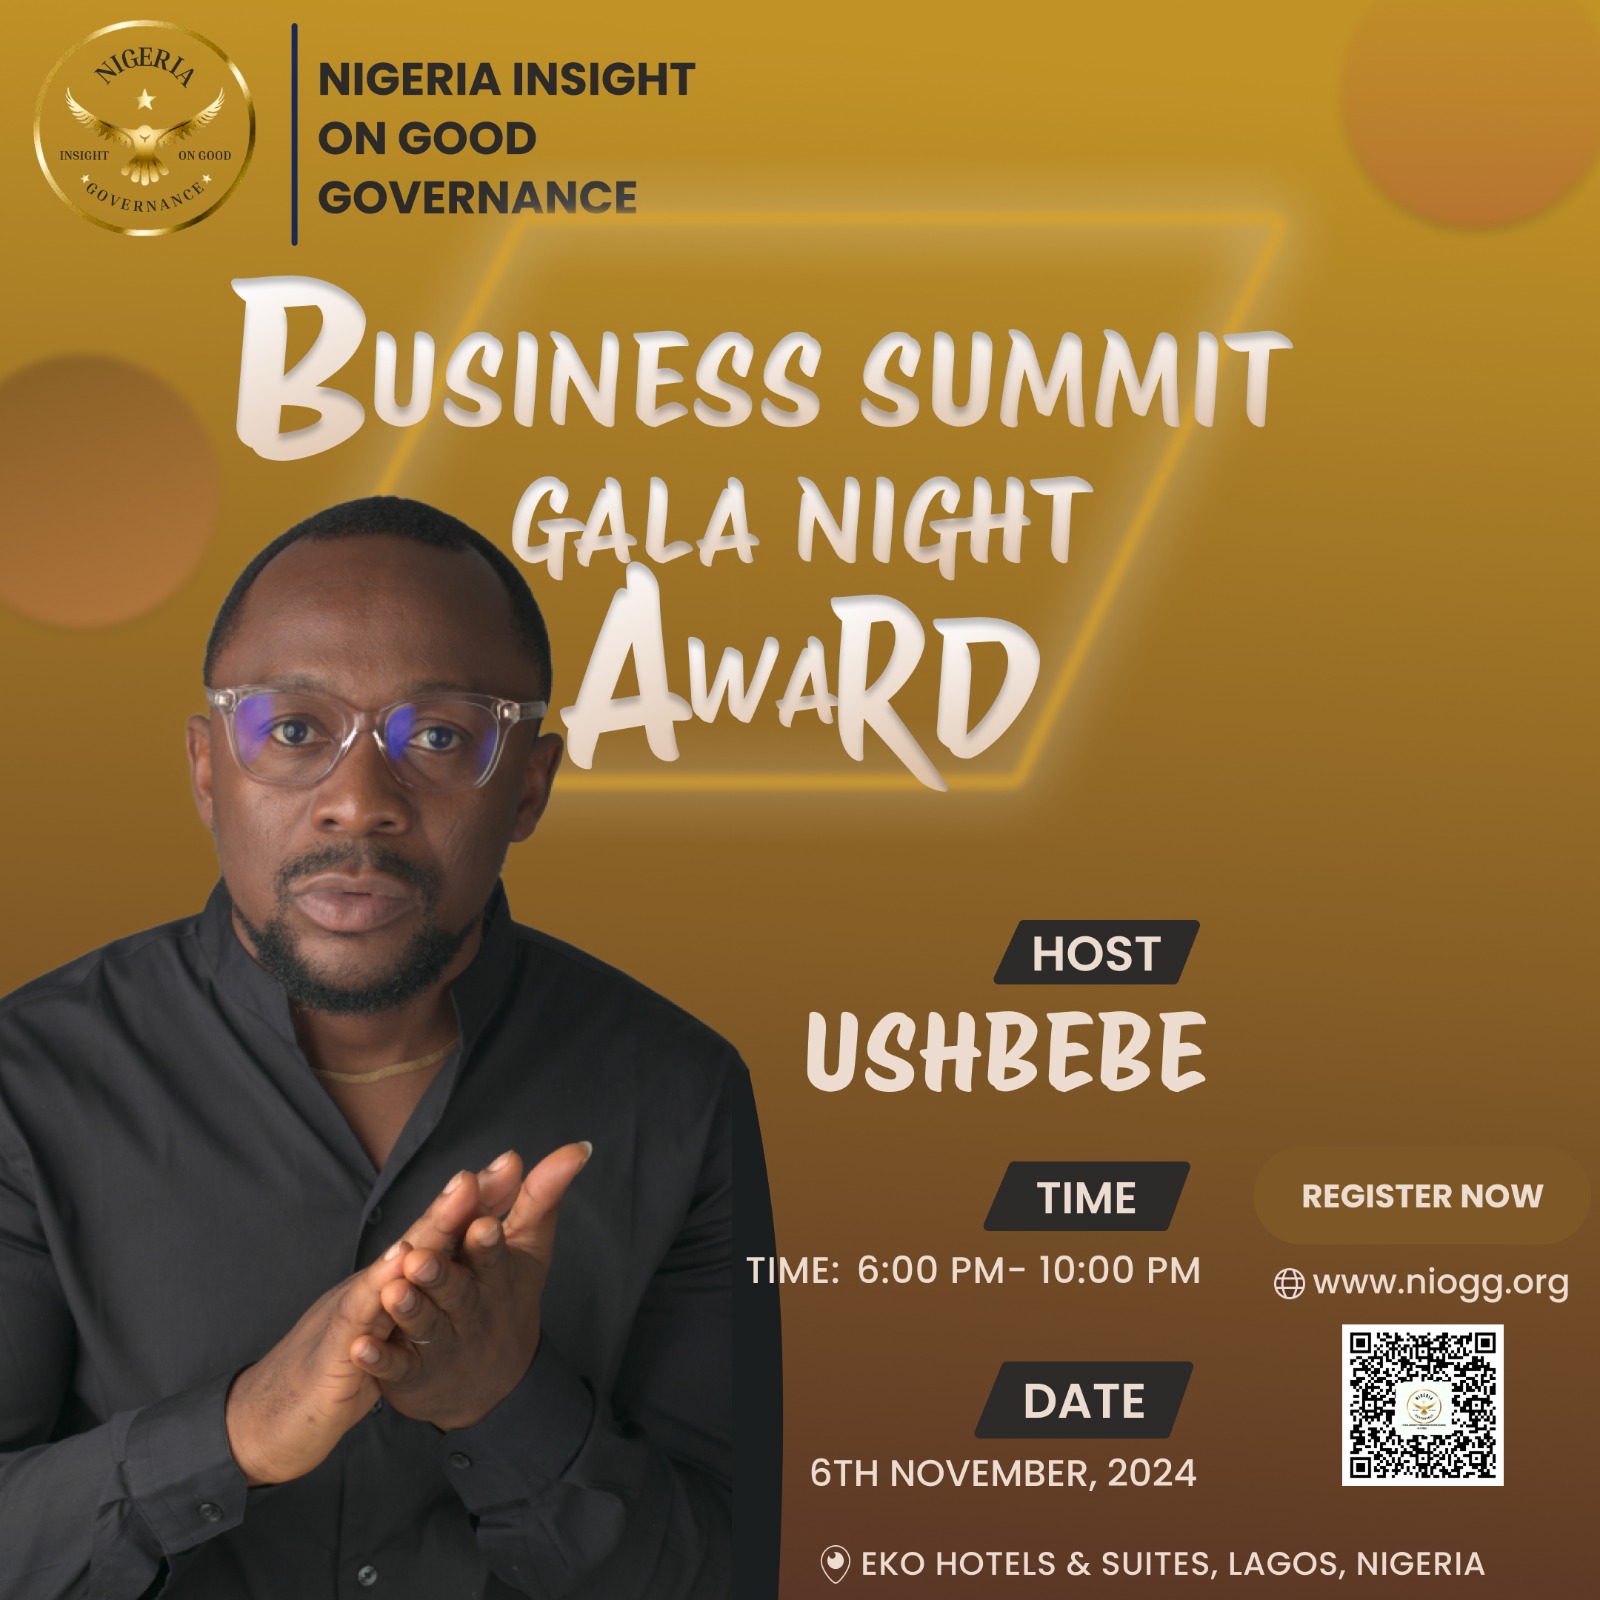 NIGERIA
INSIGHT ON GOOD
GOVERNANCE
NIGERIA INSIGHT
ON GOOD
GOVERNANCE
BUSINESS SUMMIT
GALA NIGHT
AWARD
HOST
USHBEBE
TIME
TIME: 6:00 PM- 10:00 PM
REGISTER NOW
www.niogg.org
DATE
6TH NOVEMBER, 2024
EKO HOTELS & SUITES, LAGOS, NIGERIA